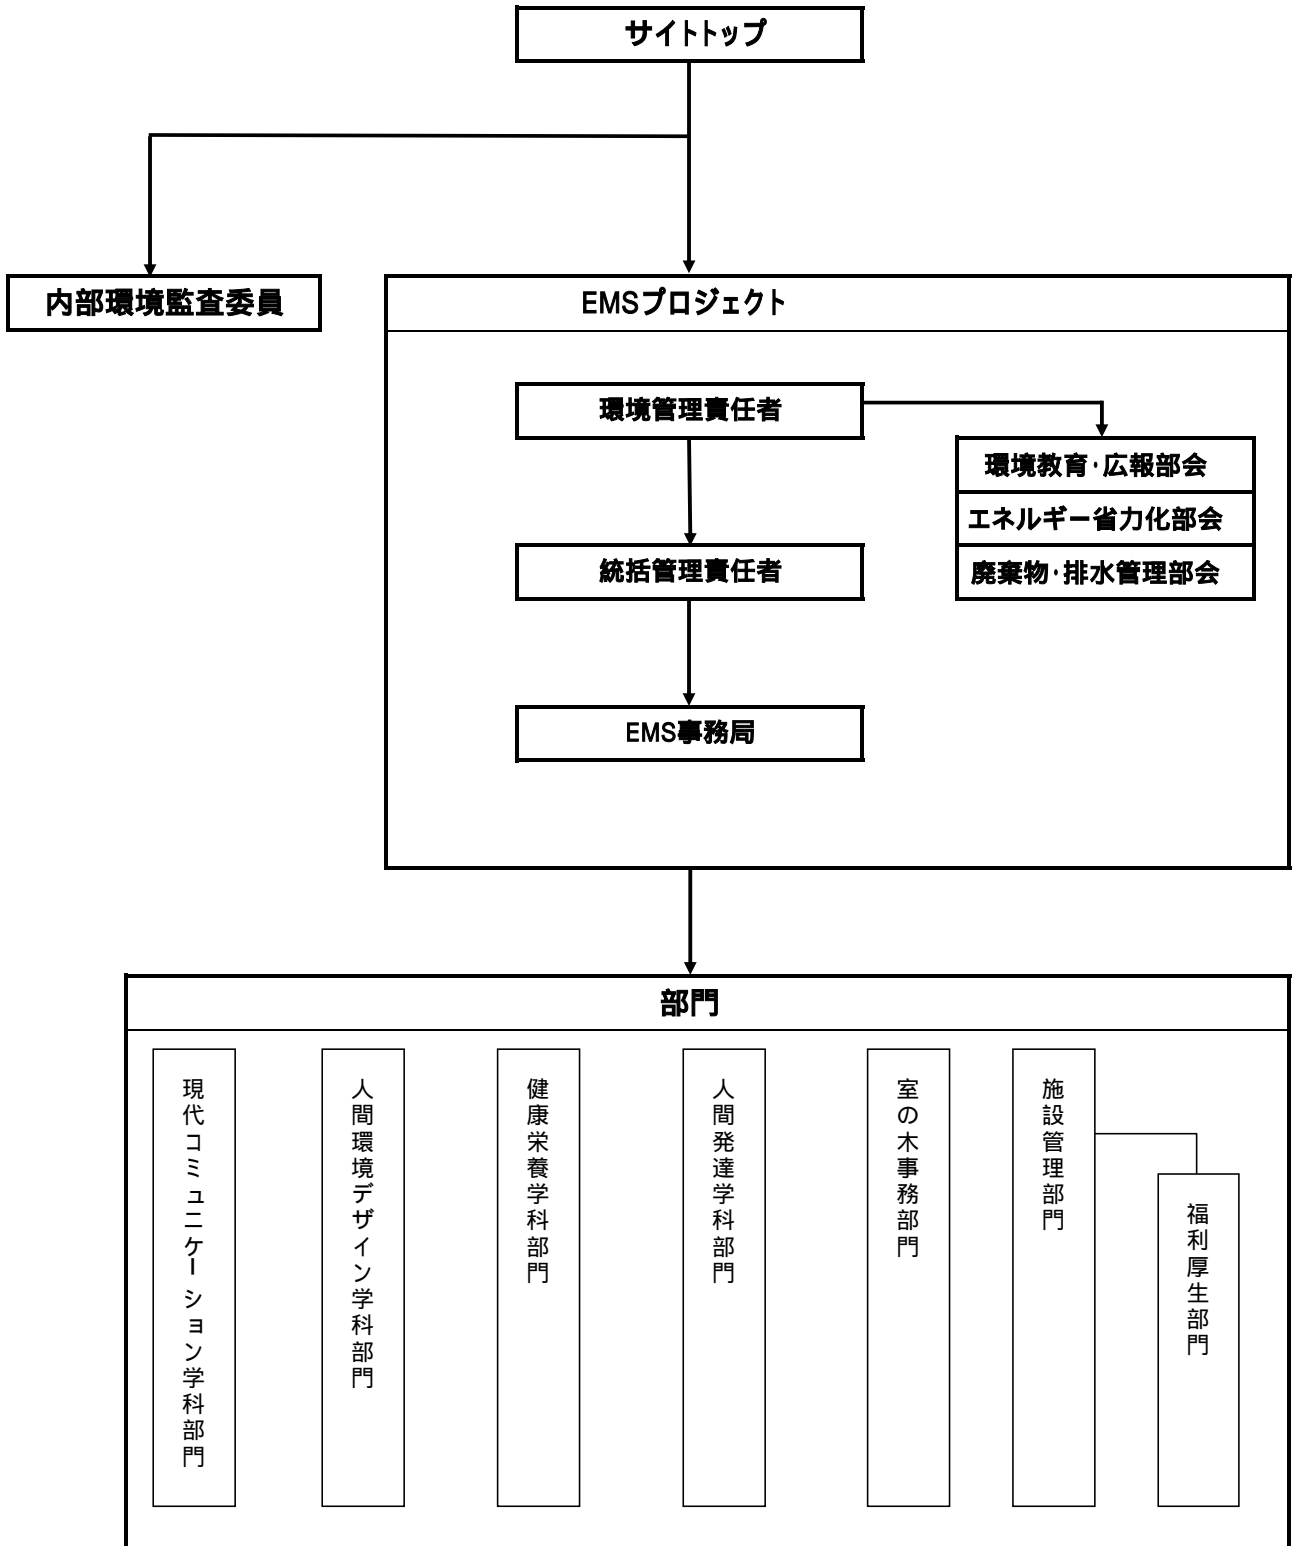 サイトトップ
内部環境監査委員
EMSプロジェクト
環境管理責任者
環境教育･広報部会
エネルギー省力化部会
統括管理責任者
廃棄物･排水管理部会
EMS事務局
部門
現代コミュニケーション学科部門
人間環境デザイン学科部門
健康栄養学科部門
人間発達学科部門
室の木事務部門
施設管理部門
福利厚生部門